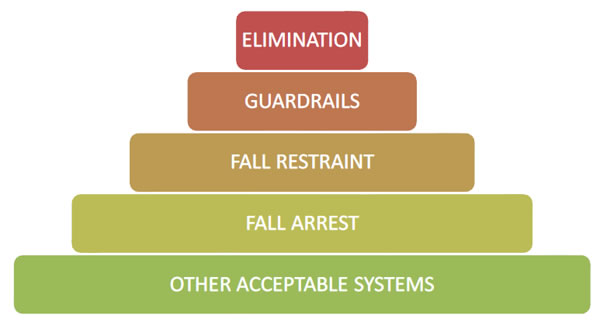 ELIMINATION
GUARDRAILS
FALL RESTRAINT
FALL ARREST
OTHER ACCEPTABLE SYSTEMS